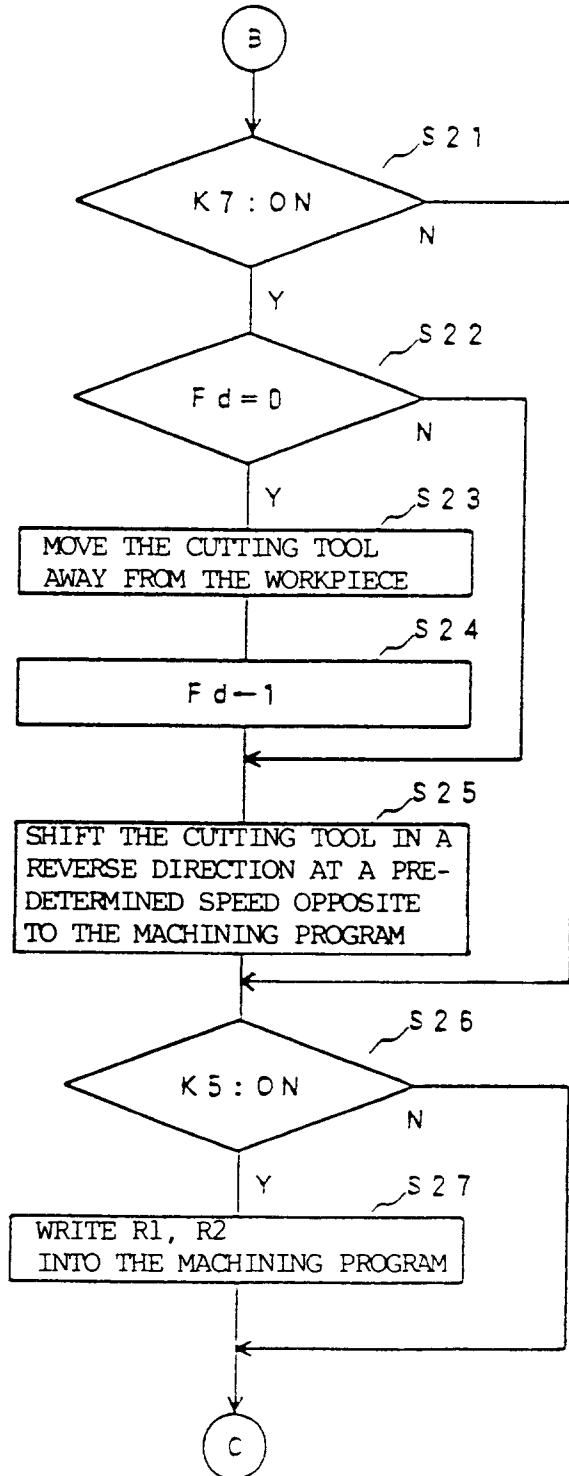 B
S21
K7:ON
N
Y
S22
Fd=0
N
Y
S23
MOVE THE CUTTING TOOL
AWAY FROM THE WORKPIECE
S24
Fd←1
S25
SHIFT THE CUTTING TOOL IN A
REVERSE DIRECTION AT A PRE-
DETERMINED SPEED OPPOSITE
TO THE MACHINING PROGRAM
S26
K5:ON
N
Y
S27
WRITE R1, R2
INTO THE MACHINING PROGRAM
C